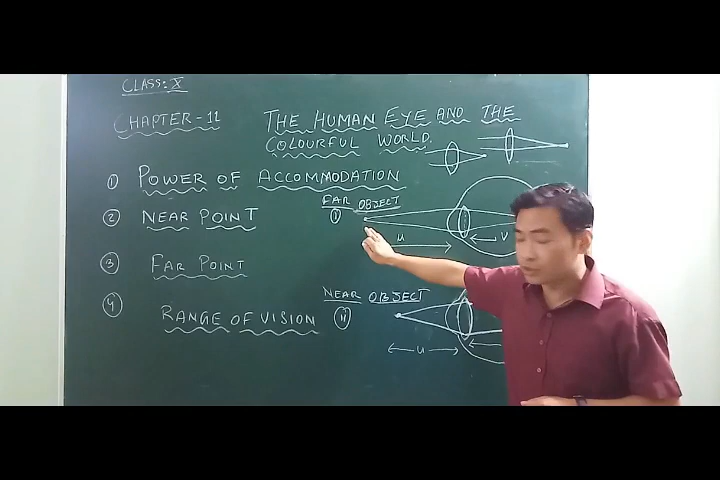 CLASS: X
CHAPTER-11 THE HUMAN EYE AND THE
COLOURFUL WORLD.
① POWER OF ACCOMMODATION
② NEAR POINT
③ FAR POINT
④ RANGE OF VISION
FAR OBJECT
(i)
u
v
NEAR OBJECT
(ii)
u